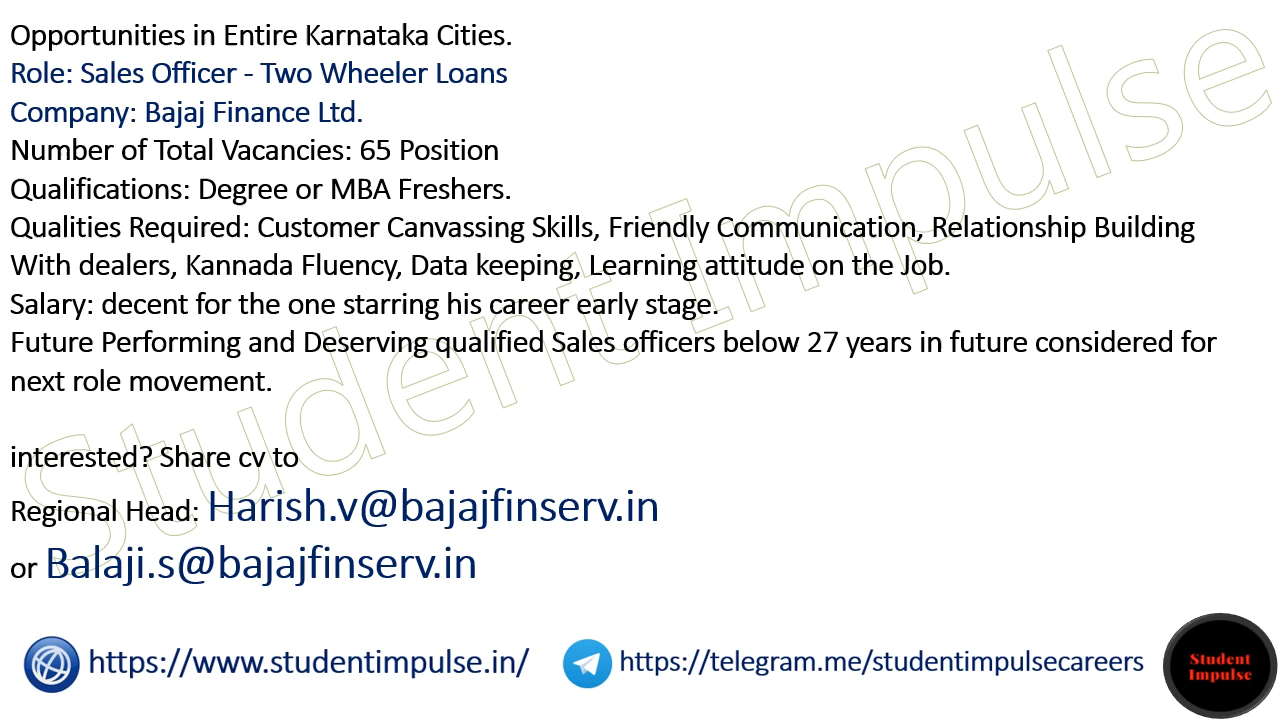 Opportunities in Entire Karnataka Cities.
Role: Sales Officer - Two Wheeler Loans
Company: Bajaj Finance Ltd.
Number of Total Vacancies: 65 Position
Qualifications: Degree or MBA Freshers.
Qualities Required: Customer Canvassing Skills, Friendly Communication, Relationship Building
With dealers, Kannada Fluency, Data keeping, Learning attitude on the Job.
Salary: decent for the one starring his career early stage.
Future Performing and Deserving qualified Sales officers below 27 years in future considered for
next role movement.
interested? Share cv to
Regional Head: Harish.v@bajajfinserv.in
or Balaji.s@bajajfinserv.in
Student Impulse
https://www.studentimpulse.in/ https://telegram.me/studentimpulsecareers
Student
Impulse